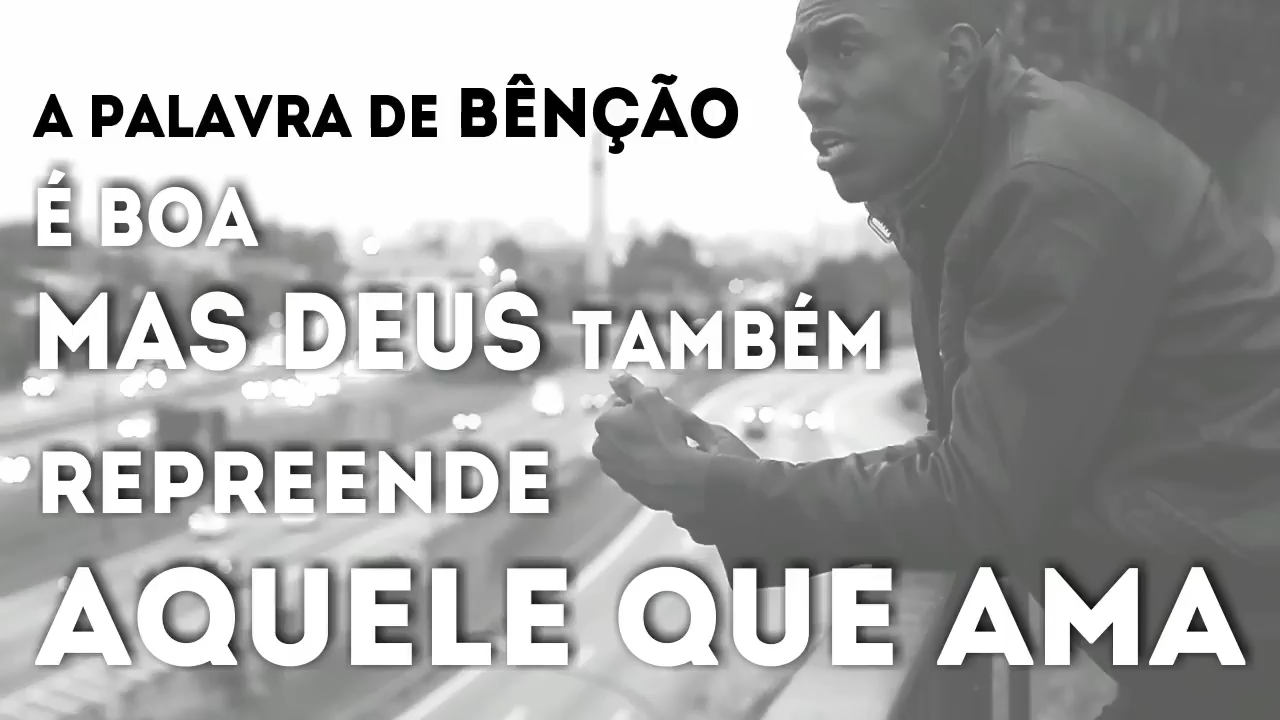 A PALAVRA DE BÊNÇÃO
É BOA
MAS DEUS TAMBÉM
REPREENDE
AQUELE QUE AMA